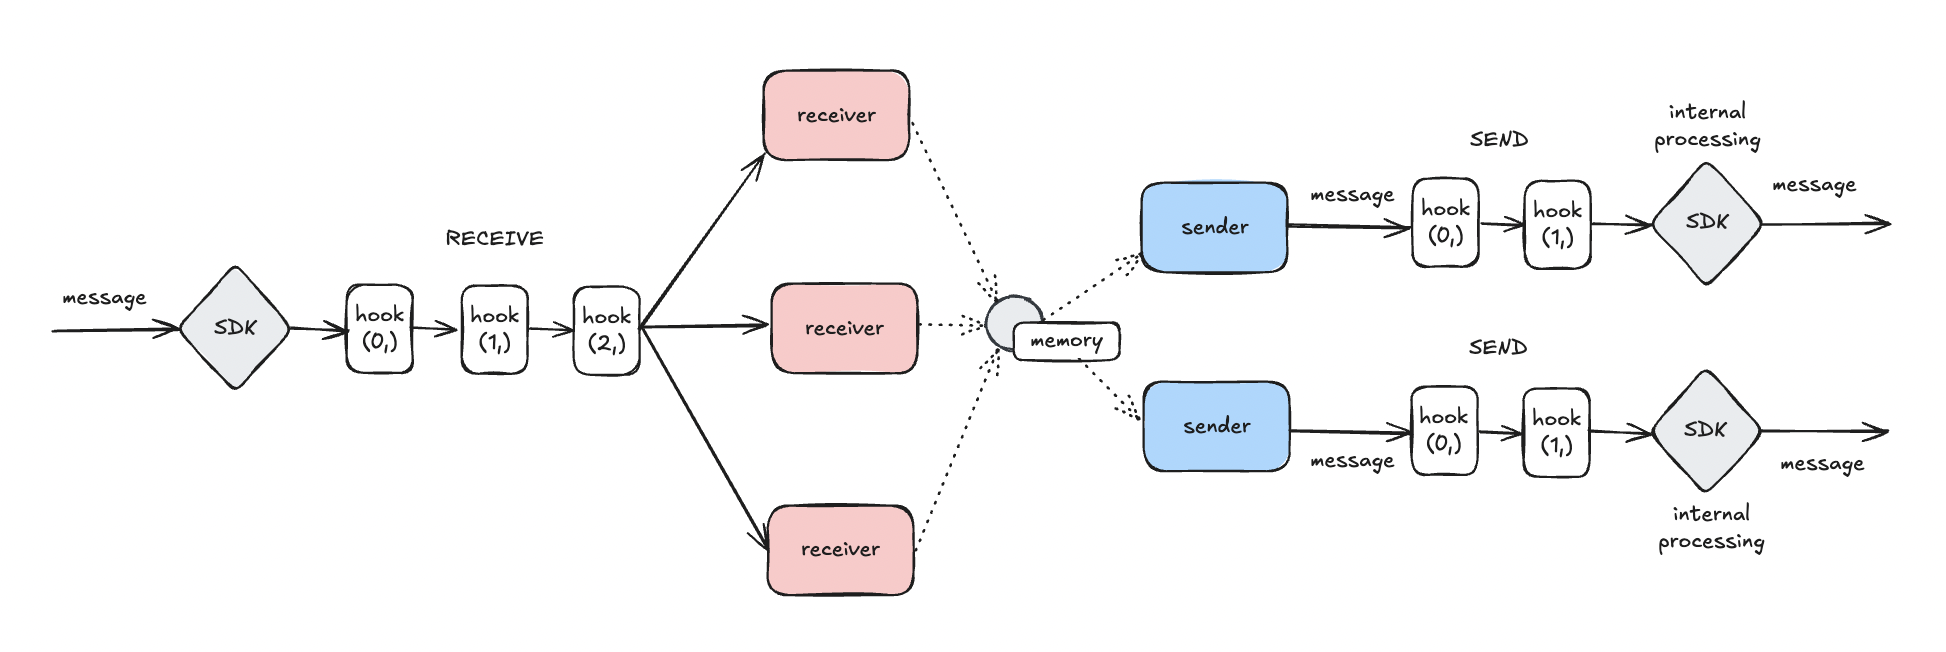 message
SDK
RECEIVE
hook
(0,)
hook
(1,)
hook
(2,)
receiver
receiver
receiver
memory
sender
message
SEND
hook
(0,)
hook
(1,)
internal
processing
SDK
message
sender
message
SEND
hook
(0,)
hook
(1,)
SDK
internal
processing
message